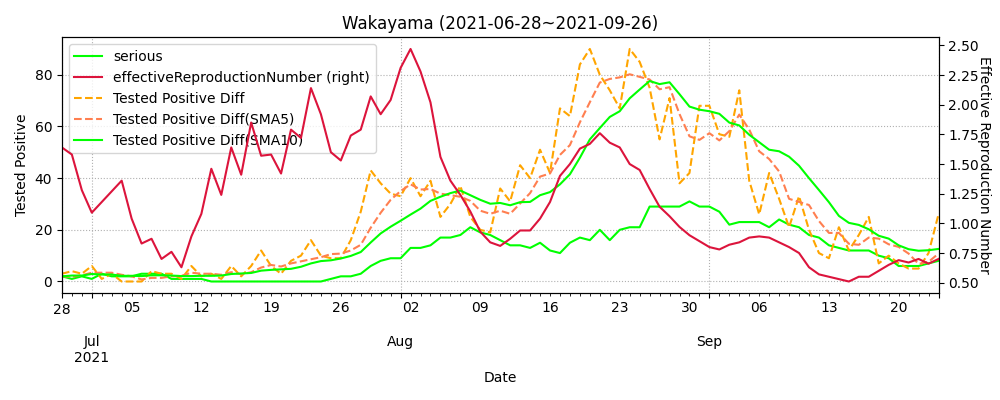 Wakayama (2021-06-28~2021-09-26)
serious
effectiveReproductionNumber (right)
Tested Positive Diff
Tested Positive Diff(SMA5)
Tested Positive Diff(SMA10)
Tested Positive
80
60
40
20
0
2.50
2.25
2.00
1.75
1.50
1.25
1.00
0.75
0.50
Effective Reproduction Number
28 05 12 19 26 02 09 16 23 30 06 13 20
Jul Aug Sep
2021
Date